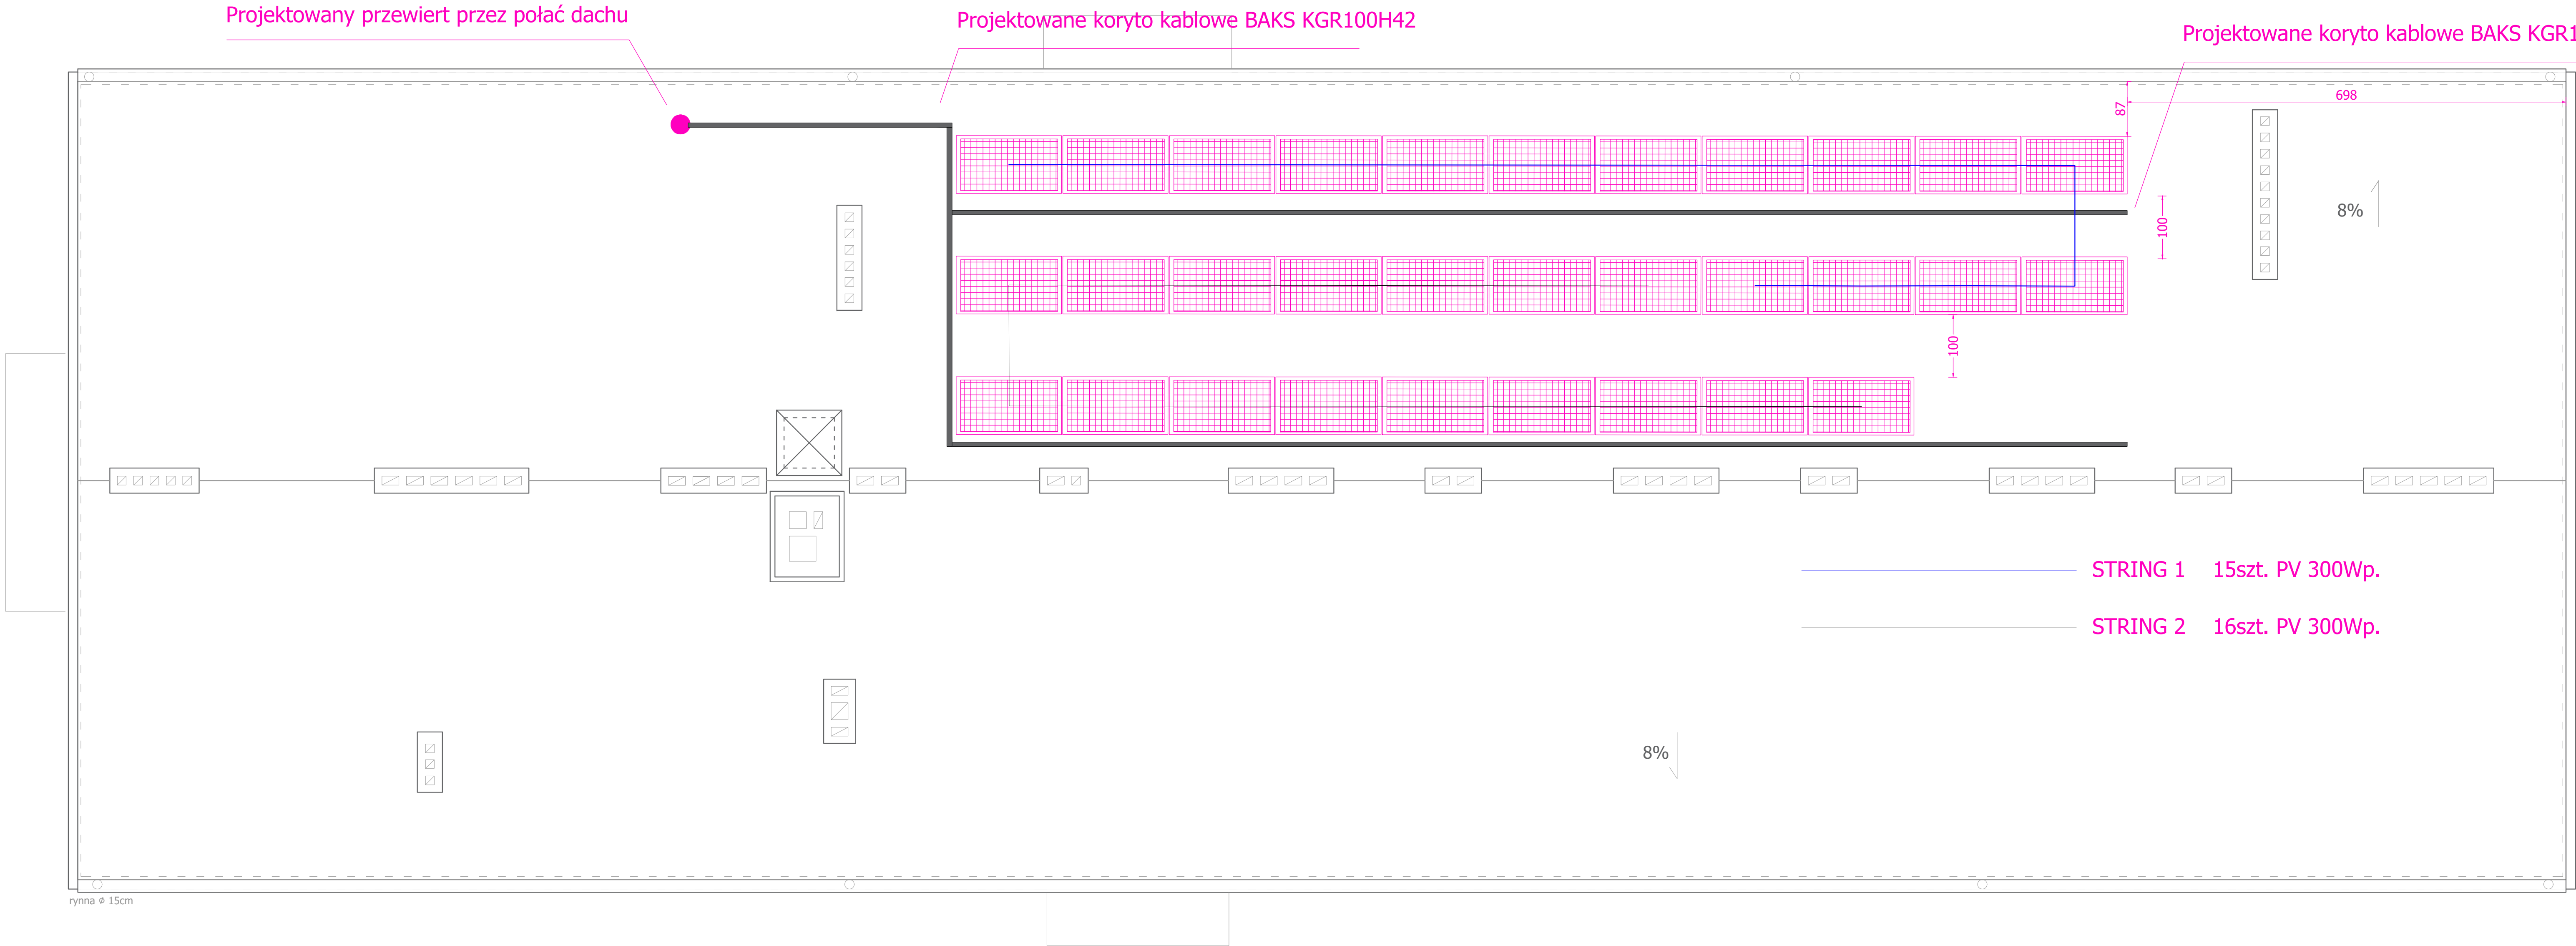 Projektowany przewiert przez połać dachu
Projektowane koryto kablowe BAKS KGR100H42
Projektowane koryto kablowe BAKS KGR1
698
87
100
8%
100
STRING 1 15szt. PV 300Wp.
STRING 2 16szt. PV 300Wp.
8%
rynna ⌀ 15cm